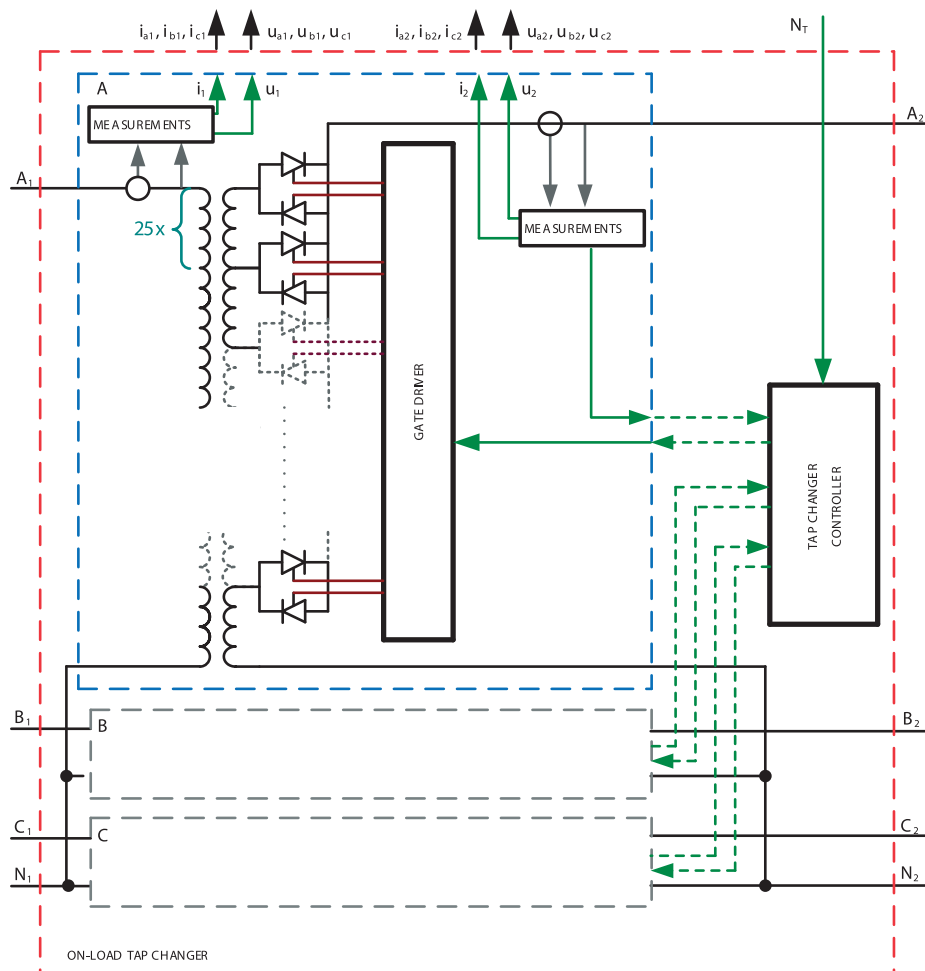 ia1, ib1, ic1
ua1, ub1, uc1
ia2, ib2, ic2
ua2, ub2, uc2
NT
A
i1
u1
i2
u2
MEASUREMENTS
A2
A1
25x
MEASUREMENTS
GATE DRIVER
TAP CHANGER
CONTROLLER
B1
B
B2
C1
C
C2
N1
N2
ON-LOAD TAP CHANGER